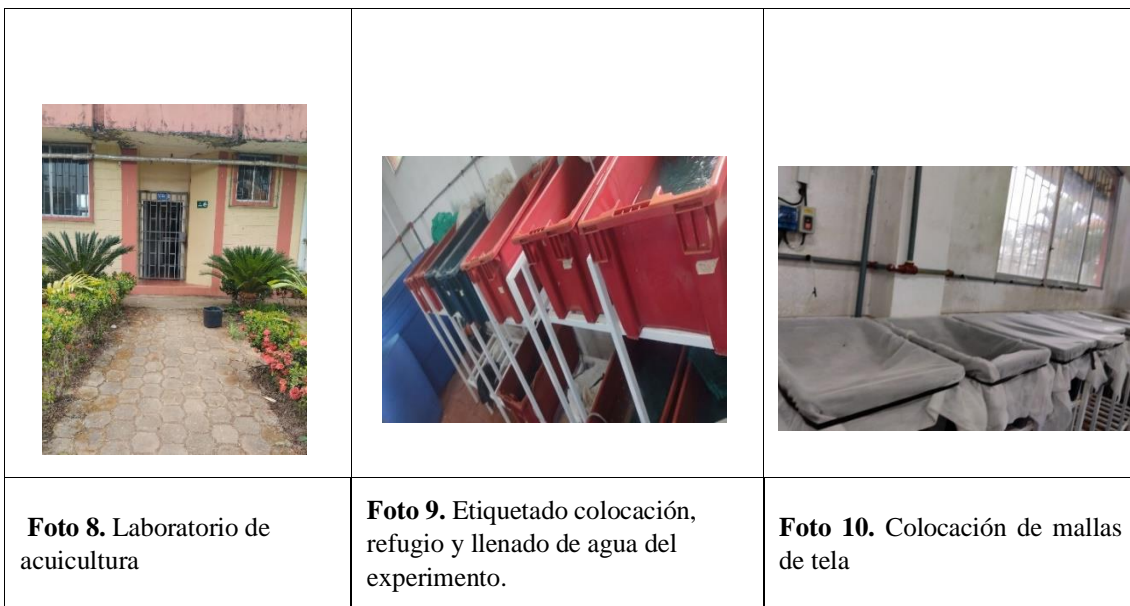 Foto 8. Laboratorio de
acuicultura
Foto 9. Etiquetado colocación,
refugio y llenado de agua del
experimento.
Foto 10. Colocación de mallas
de tela